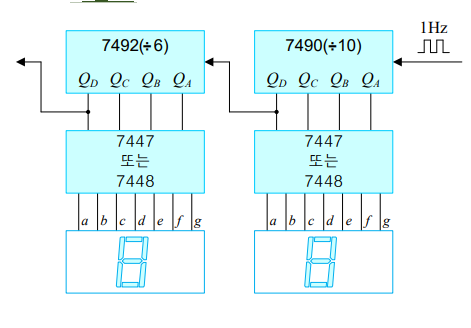 1Hz
7492(÷6)
QD QC QB QA
7490(÷10)
QD QC QB QA
7447
또는
7448
7447
또는
7448
a b c d e f g
a b c d e f g